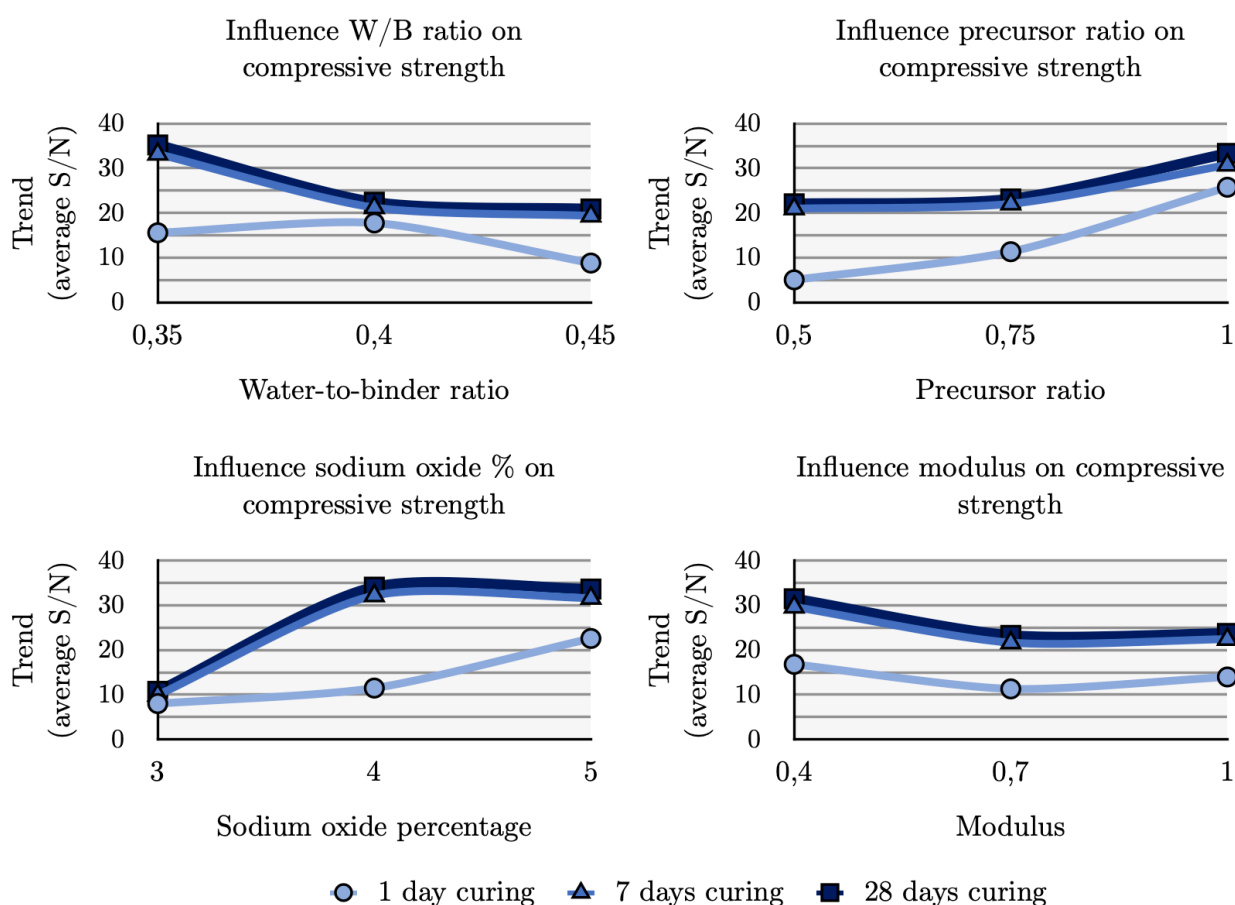 Influence W/B ratio on
compressive strength
Trend
(average S/N)
40
30
20
10
0
0,35
0,4
0,45
Water-to-binder ratio
Influence precursor ratio on
compressive strength
Trend
(average S/N)
40
30
20
10
0
0,5
0,75
1
Precursor ratio
Influence sodium oxide % on
compressive strength
Trend
(average S/N)
40
30
20
10
0
3
4
5
Sodium oxide percentage
Influence modulus on compressive
strength
Trend
(average S/N)
40
30
20
10
0
0,4
0,7
1
Modulus
1 day curing
7 days curing
28 days curing